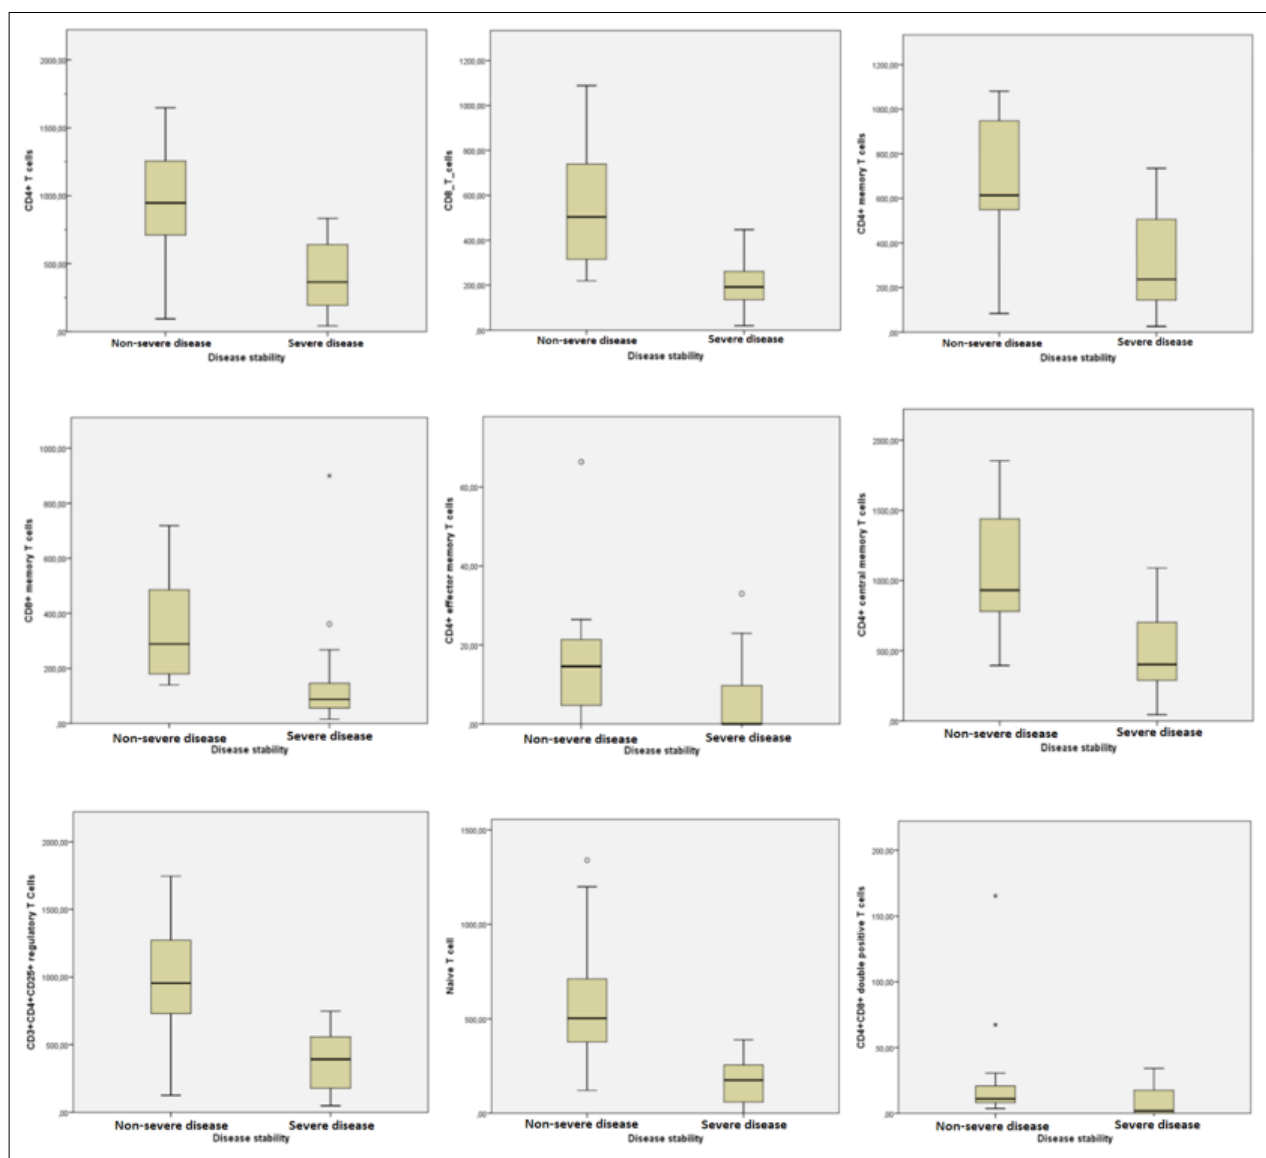 CD4+ T cells
2000,00
1500,00
1000,00
500,00
,00
Non-severe disease
Severe disease
Disease stability
CD8_T_cells
1200,00
1000,00
800,00
600,00
400,00
200,00
,00
Non-severe disease
Severe disease
Disease stability
CD4+ memory T cells
1200,00
1000,00
800,00
600,00
400,00
200,00
,00
Non-severe disease
Severe disease
Disease stability
CD8+ memory T cells
1000,00
800,00
600,00
400,00
200,00
,00
Non-severe disease
Severe disease
Disease stability
CD4+ effector memory T cells
60,00
40,00
20,00
,00
Non-severe disease
Severe disease
Disease stability
CD4+ central memory T cells
2000,00
1500,00
1000,00
500,00
,00
Non-severe disease
Severe disease
Disease stability
CD3+CD4+CD25+ regulatory T Cells
2000,00
1500,00
1000,00
500,00
,00
Non-severe disease
Severe disease
Disease stability
Naive T cell
1500,00
1000,00
500,00
,00
Non-severe disease
Severe disease
Disease stability
CD4+CD8+ double positive T cells
200,00
150,00
100,00
50,00
,00
Non-severe disease
Severe disease
Disease stability